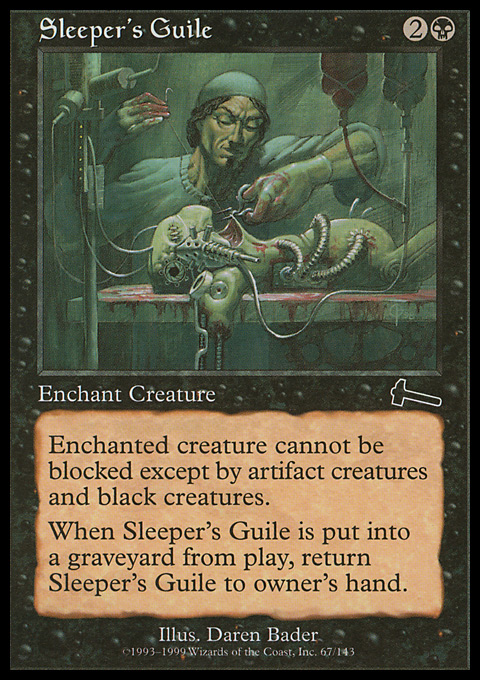 Sleeper's Guile 2
Enchant Creature
Enchanted creature cannot be
blocked except by artifact creatures
and black creatures.
When Sleeper's Guile is put into
a graveyard from play, return
Sleeper's Guile to owner's hand.
Illus. Daren Bader
©1993–1999 Wizards of the Coast, Inc. 67/143